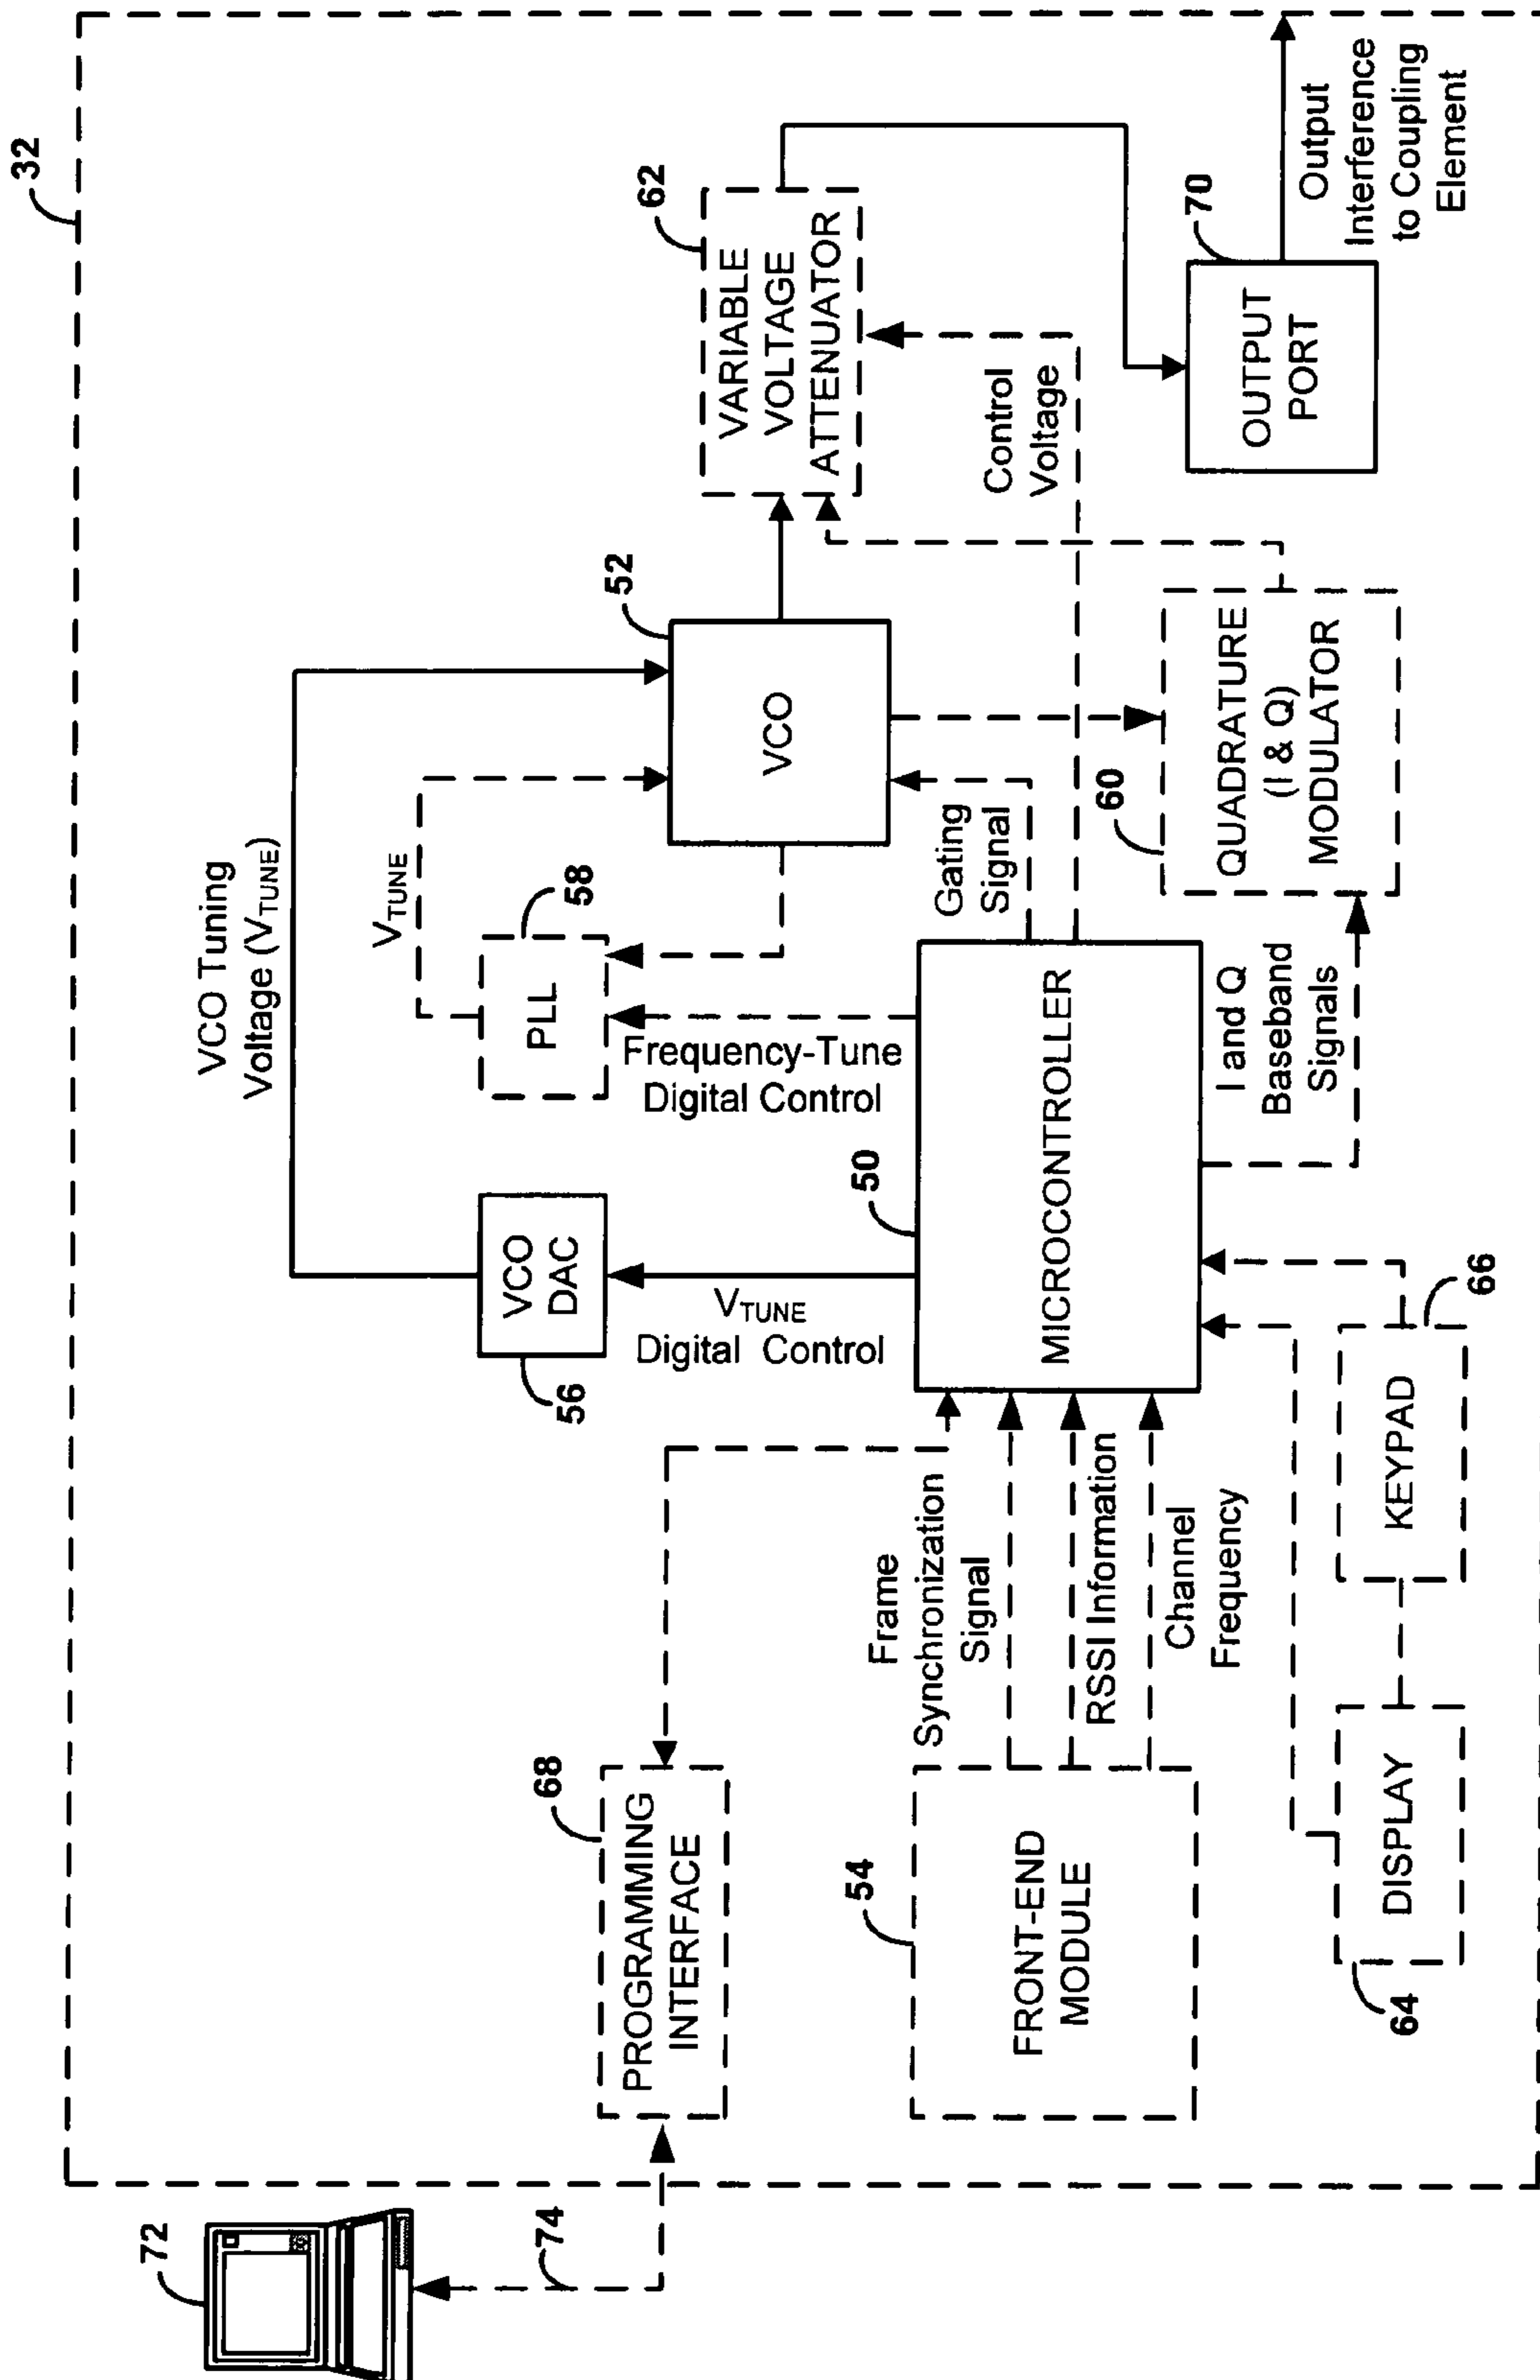 32
72
74
68
PROGRAMMING
INTERFACE
VCO Tuning
Voltage (VTUNE)
VCO
DAC
56
VTUNE
Digital Control
VTUNE
PLL
58
Frequency-Tune
Digital Control
52
VCO
62
VARIABLE
VOLTAGE
ATTENUATOR
54
FRONT-END
MODULE
Frame
Synchronization
Signal
RSSI Information
Channel
Frequency
50
MICROCONTROLLER
Gating
Signal
Control
Voltage
I and Q
Baseband
Signals
60
QUADRATURE
(I & Q)
MODULATOR
70
OUTPUT
PORT
Output
Interference
to Coupling
Element
64
DISPLAY
KEYPAD
66